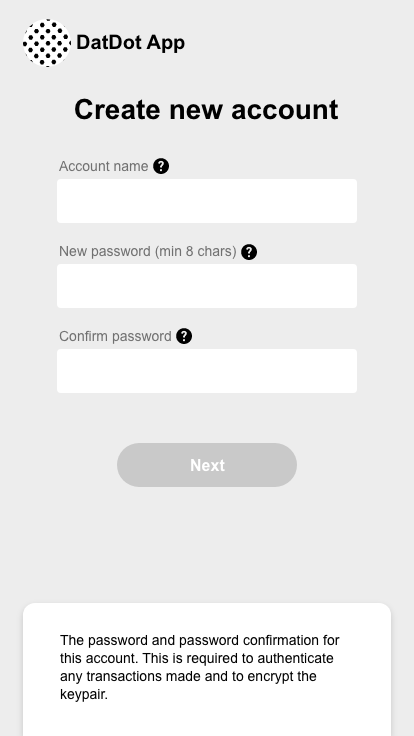 DatDot App
Create new account
Account name ?
New password (min 8 chars) ?
Confirm password ?
Next
The password and password confirmation for
this account. This is required to authenticate
any transactions made and to encrypt the
keypair.